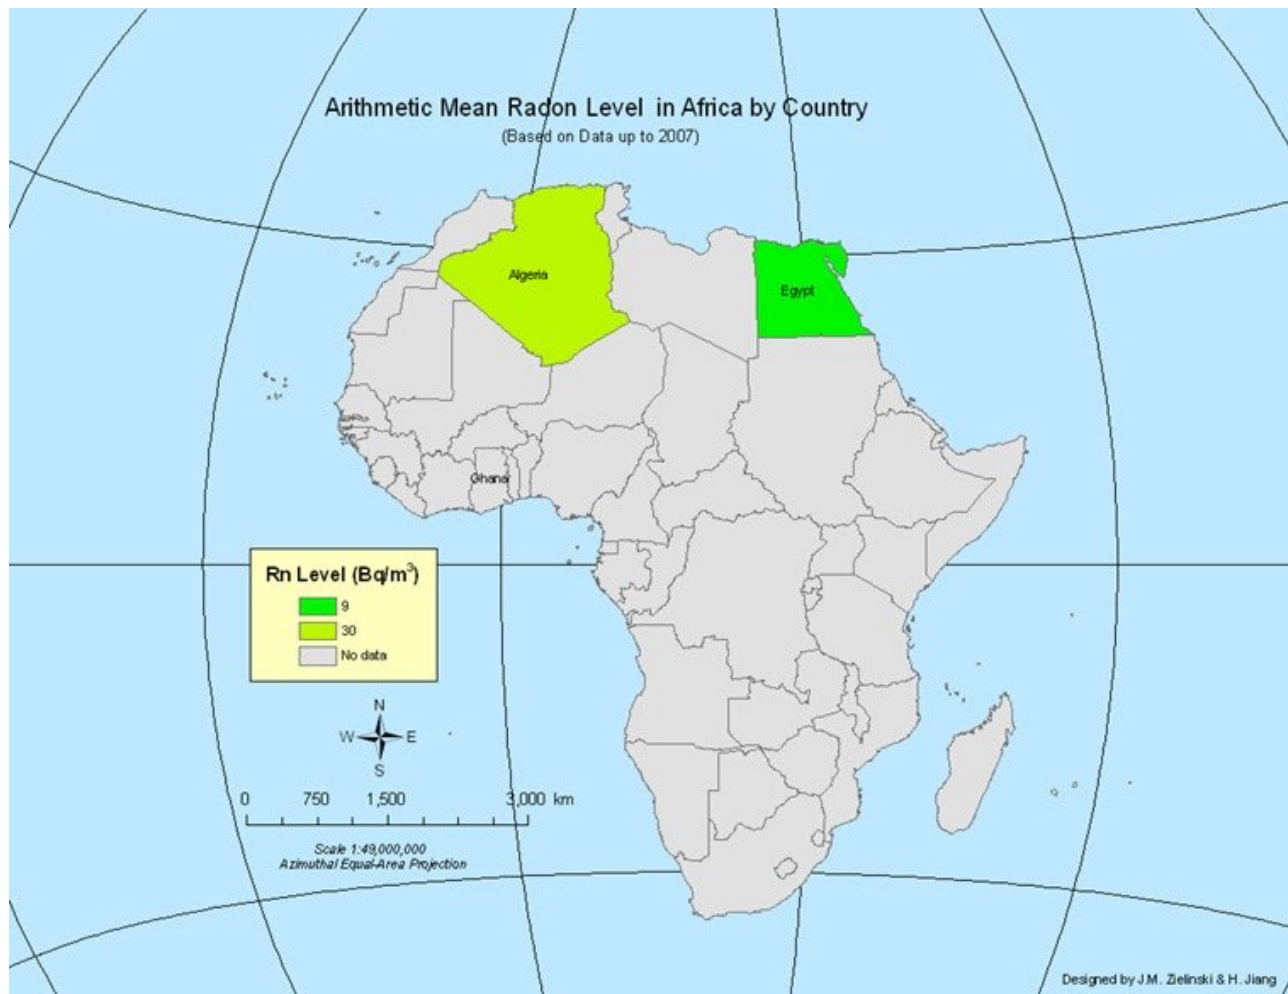 Arithmetic Mean Radon Level in Africa by Country
(Based on Data up to 2007)
Algeria
Egypt
Ghana
Rn Level (Bq/m³)
9
30
No data
N
W E
S
0 750 1,500 3,000 km
Scale 1:49,000,000
Azimuthal Equal-Area Projection
Designed by J.M. Zielinski & H. Jiang